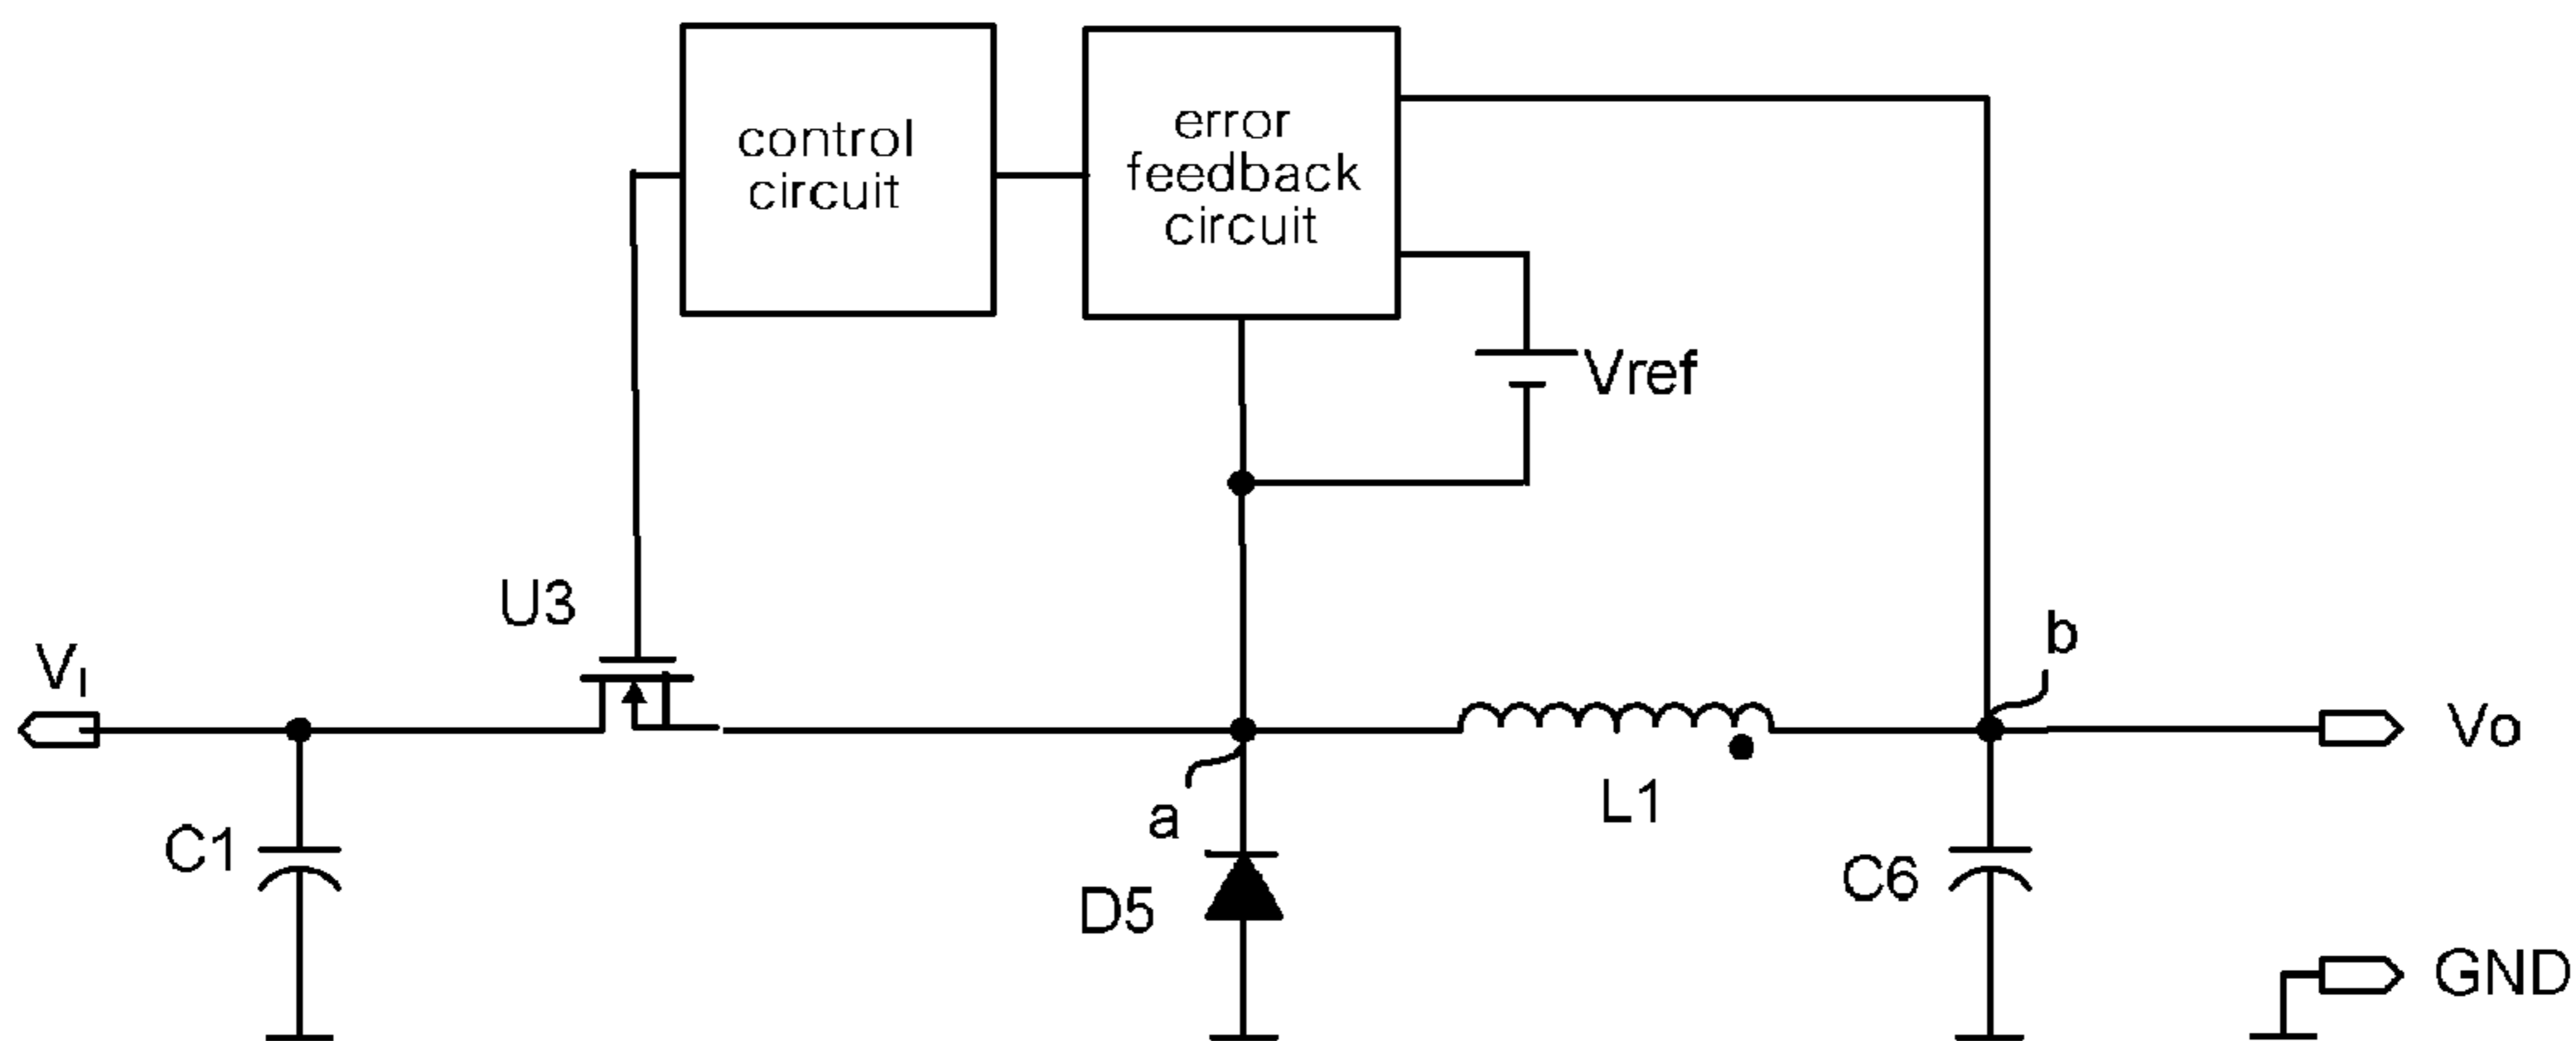 control
circuit
error
feedback
circuit
Vref
U3
VI
b
Vo
a
L1
C1
D5
C6
GND